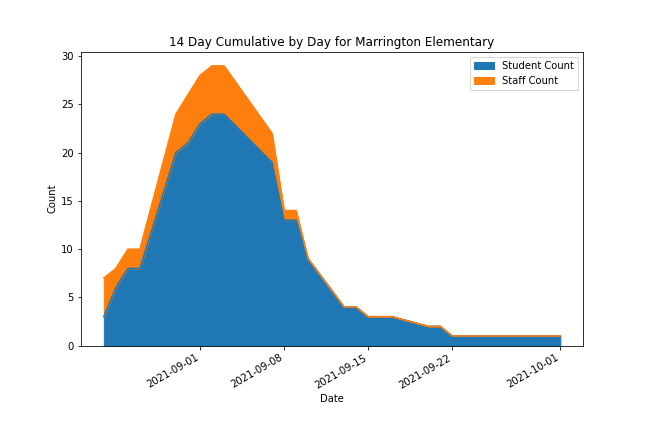 14 Day Cumulative by Day for Marrington Elementary
30
25
20
15
10
5
0
Count
Student Count
Staff Count
2021-09-01
2021-09-08
2021-09-15
2021-09-22
2021-10-01
Date